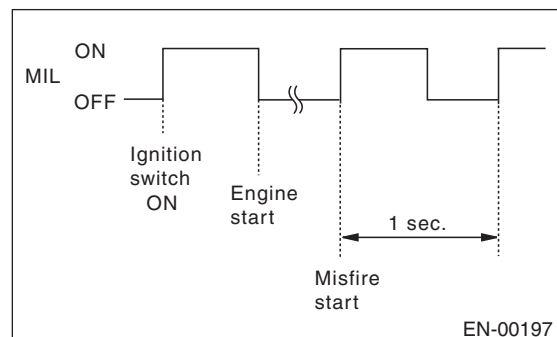 ON
MIL
OFF
Ignition
switch
ON
Engine
start
1 sec.
Misfire
start
EN-00197